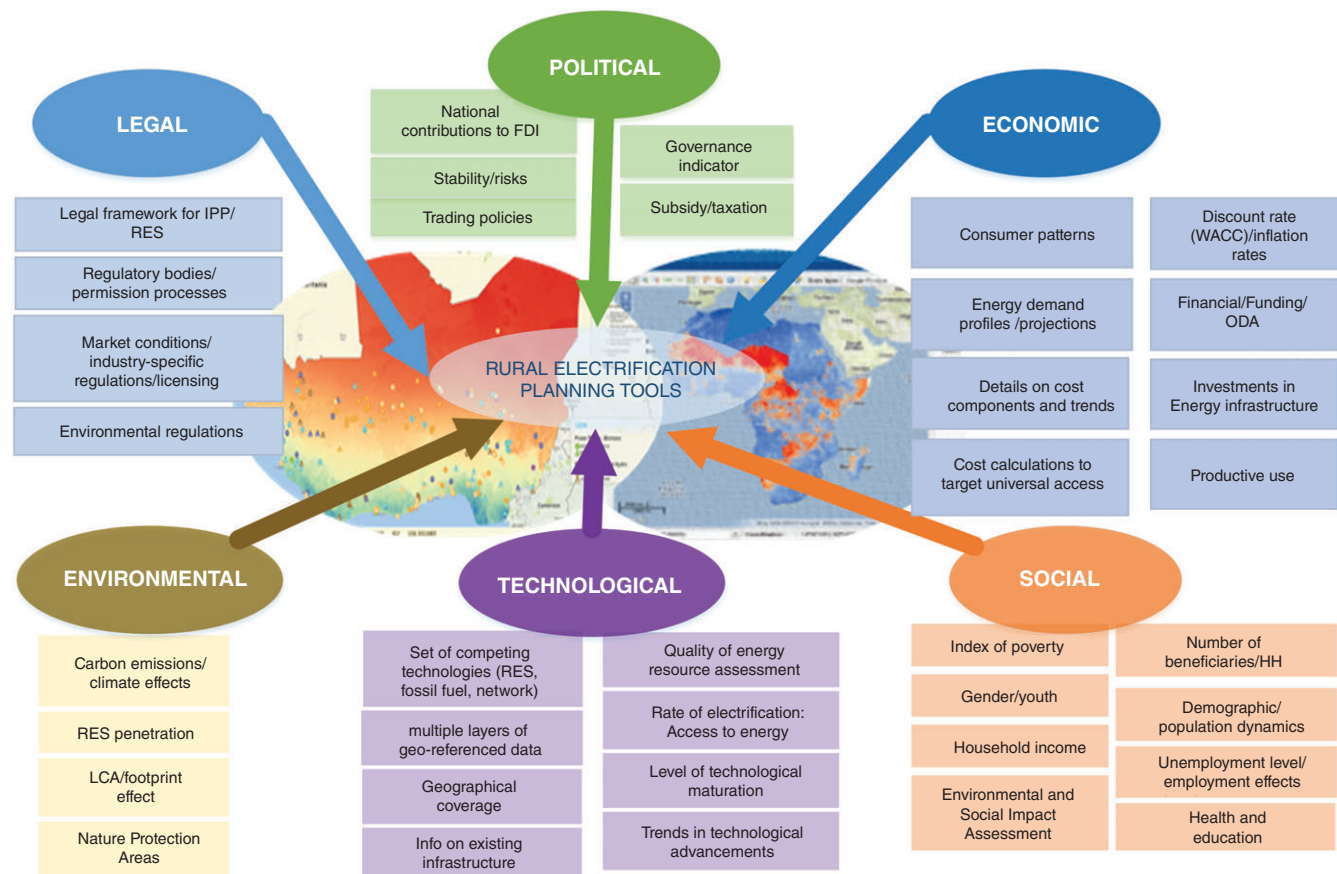 POLITICAL
LEGAL
ECONOMIC
National
contributions to FDI
Stability/risks
Trading policies
Governance
indicator
Subsidy/taxation
Legal framework for IPP/
RES
Regulatory bodies/
permission processes
Market conditions/
industry-specific
regulations/licensing
Environmental regulations
Consumer patterns
Energy demand
profiles /projections
Details on cost
components and trends
Cost calculations to
target universal access
Discount rate
(WACC)/inflation
rates
Financial/Funding/
ODA
Investments in
Energy infrastructure
Productive use
RURAL ELECTRIFICATION
PLANNING TOOLS
ENVIRONMENTAL
TECHNOLOGICAL
SOCIAL
Carbon emissions/
climate effects
RES penetration
LCA/footprint
effect
Nature Protection
Areas
Set of competing
technologies (RES,
fossil fuel, network)
multiple layers of
geo-referenced data
Geographical
coverage
Info on existing
infrastructure
Quality of energy
resource assessment
Rate of electrification:
Access to energy
Level of technological
maturation
Trends in technological
advancements
Index of poverty
Gender/youth
Household income
Environmental and
Social Impact
Assessment
Number of
beneficiaries/HH
Demographic/
population dynamics
Unemployment level/
employment effects
Health and
education